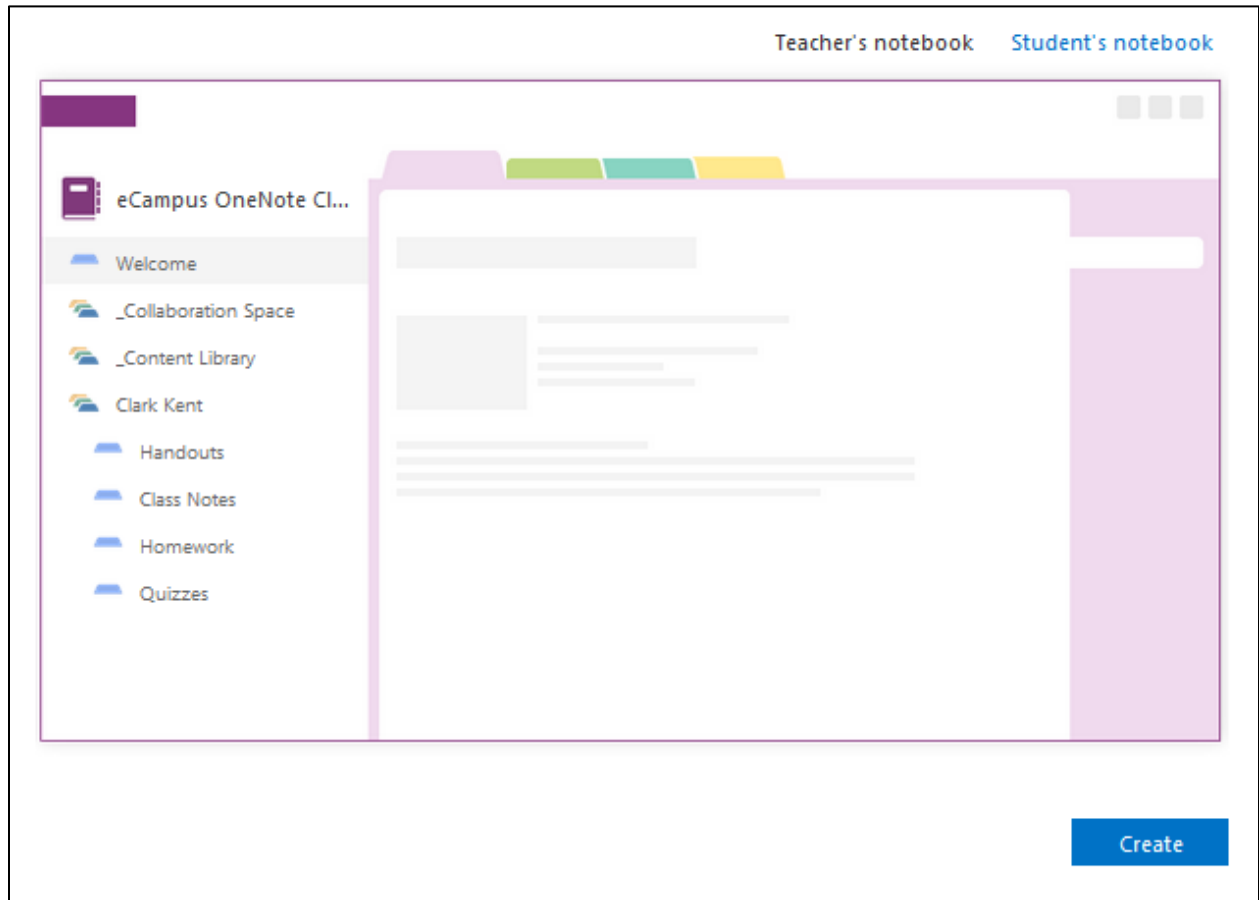 Teacher's notebook Student's notebook
eCampus OneNote Cl...
Welcome
_Collaboration Space
_Content Library
Clark Kent
Handouts
Class Notes
Homework
Quizzes
Create